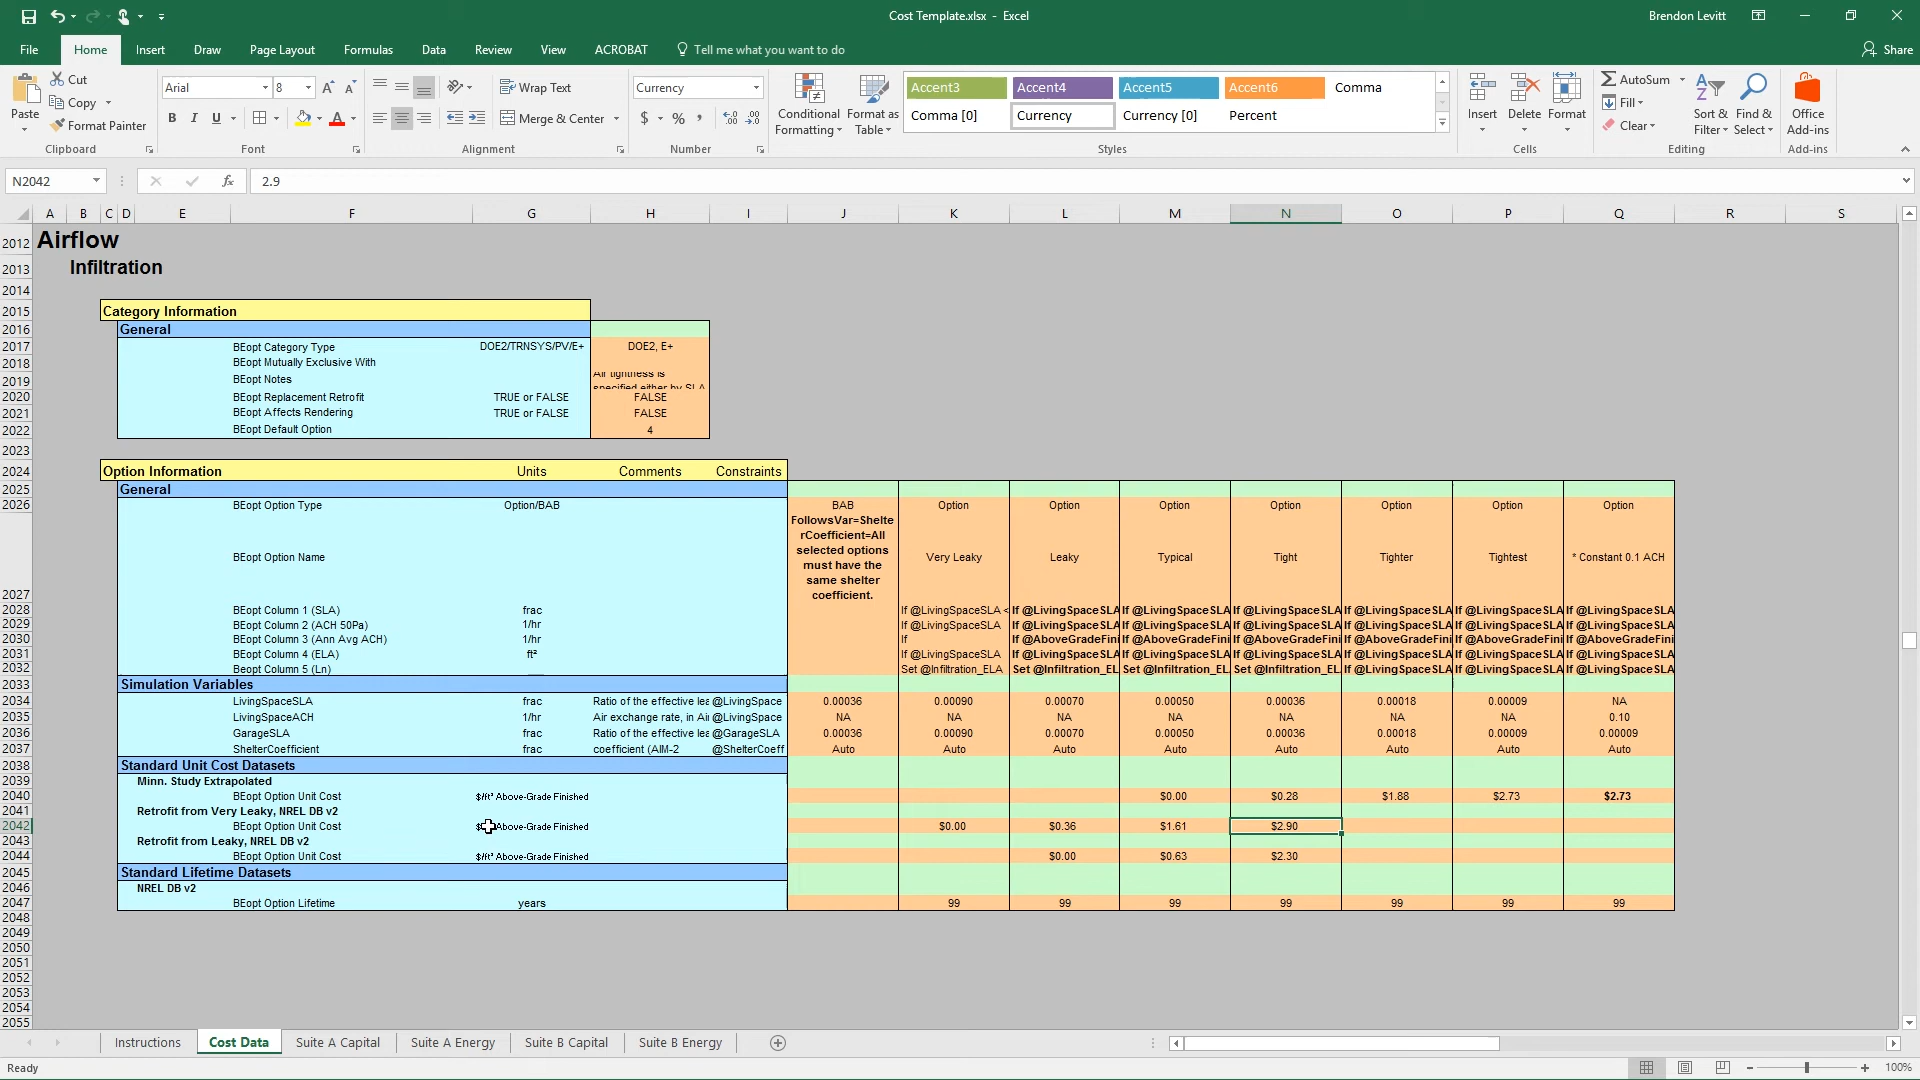 Cost Template.xlsx - Excel
Brendon Levitt
File Home Insert Draw Page Layout Formulas Data Review View ACROBAT Tell me what you want to do Share
Paste Cut Copy Format Painter Clipboard
Arial 8 B I U Font
Wrap Text Merge & Center Alignment
Currency $ % , Number
Conditional Formatting Format as Table
Accent3 Accent4 Accent5 Accent6 Comma
Comma [0] Currency Currency [0] Percent
Styles
Insert Delete Format Cells
AutoSum Fill Clear Sort & Filter Find & Select Editing
Office Add-ins Add-ins
N2042 fx 2.9
A B C D E F G H I J K L M N O P Q R S
2012 Airflow
2013 Infiltration
2014
2015 Category Information
2016 General
2017 BEopt Category Type DOE2/TRNSYS/PV/E+ DOE2, E+
2018 BEopt Mutually Exclusive With
2019 BEopt Notes Air tightness is specified either by SLA
2020 BEopt Replacement Retrofit TRUE or FALSE FALSE
2021 BEopt Affects Rendering TRUE or FALSE FALSE
2022 BEopt Default Option 4
2023
2024 Option Information Units Comments Constraints
2025 General
2026 BEopt Option Type Option/BAB BAB Option Option Option Option Option Option Option
2027 BEopt Option Name FollowsVar=ShelterCoefficient=All selected options must have the same shelter coefficient. Very Leaky Leaky Typical Tight Tighter Tightest * Constant 0.1 ACH
2028 BEopt Column 1 (SLA) frac If @LivingSpaceSLA < If @LivingSpaceSLA If @LivingSpaceSLA If @LivingSpaceSLA If @LivingSpaceSLA If @LivingSpaceSLA If @LivingSpaceSLA
2029 BEopt Column 2 (ACH 50Pa) 1/hr If @LivingSpaceSLA If @LivingSpaceSLA If @LivingSpaceSLA If @LivingSpaceSLA If @LivingSpaceSLA If @LivingSpaceSLA If @LivingSpaceSLA
2030 BEopt Column 3 (Ann Avg ACH) 1/hr If If @AboveGradeFini If @AboveGradeFini If @AboveGradeFini If @AboveGradeFini If @AboveGradeFini If @AboveGradeFini
2031 BEopt Column 4 (ELA) ft² If @LivingSpaceSLA If @LivingSpaceSLA If @LivingSpaceSLA If @LivingSpaceSLA If @LivingSpaceSLA If @LivingSpaceSLA If @LivingSpaceSLA
2032 Beopt Column 5 (Ln) Set @Infiltration_ELA Set @Infiltration_EL Set @Infiltration_EL Set @Infiltration_EL If @LivingSpaceSLA If @LivingSpaceSLA If @LivingSpaceSLA
2033 Simulation Variables
2034 LivingSpaceSLA frac Ratio of the effective lea @LivingSpace 0.00036 0.00090 0.00070 0.00050 0.00036 0.00018 0.00009 NA
2035 LivingSpaceACH 1/hr Air exchange rate, in Ai @LivingSpace NA NA NA NA NA NA NA 0.10
2036 GarageSLA frac Ratio of the effective lea @GarageSLA 0.00036 0.00090 0.00070 0.00050 0.00036 0.00018 0.00009 0.00009
2037 ShelterCoefficient frac coefficient (AIM-2 @ShelterCoeff Auto Auto Auto Auto Auto Auto Auto Auto
2038 Standard Unit Cost Datasets
2039 Minn. Study Extrapolated
2040 BEopt Option Unit Cost $/ft² Above-Grade Finished $0.00 $0.28 $1.88 $2.73 $2.73
2041 Retrofit from Very Leaky, NREL DB v2
2042 BEopt Option Unit Cost Above-Grade Finished $0.00 $0.36 $1.61 $2.90
2043 Retrofit from Leaky, NREL DB v2
2044 BEopt Option Unit Cost $/ft² Above-Grade Finished $0.00 $0.63 $2.30
2045 Standard Lifetime Datasets
2046 NREL DB v2
2047 BEopt Option Lifetime years 99 99 99 99 99 99 99
2048
2049
2050
2051
2052
2053
2054
2055
Instructions Cost Data Suite A Capital Suite A Energy Suite B Capital Suite B Energy
Ready 100%